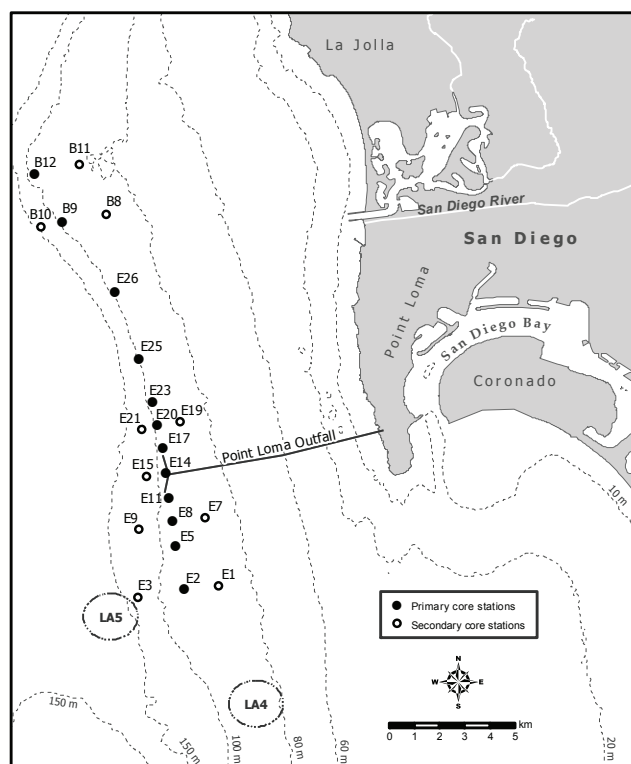 La Jolla
B11
B12
B8
San Diego River
B10
B9
San Diego
E26
Point Loma
San Diego Bay
E25
Coronado
E23
E19
E20
E21
E17
Point Loma Outfall
E14
E15
E11
10 m
E7
E8
E9
E5
E1
E2
E3
Primary core stations
LA5
Secondary core stations
N
W E
S
LA4
150 m
km
0 1 2 3 4 5
150 m
100 m
80 m
60 m
20 m